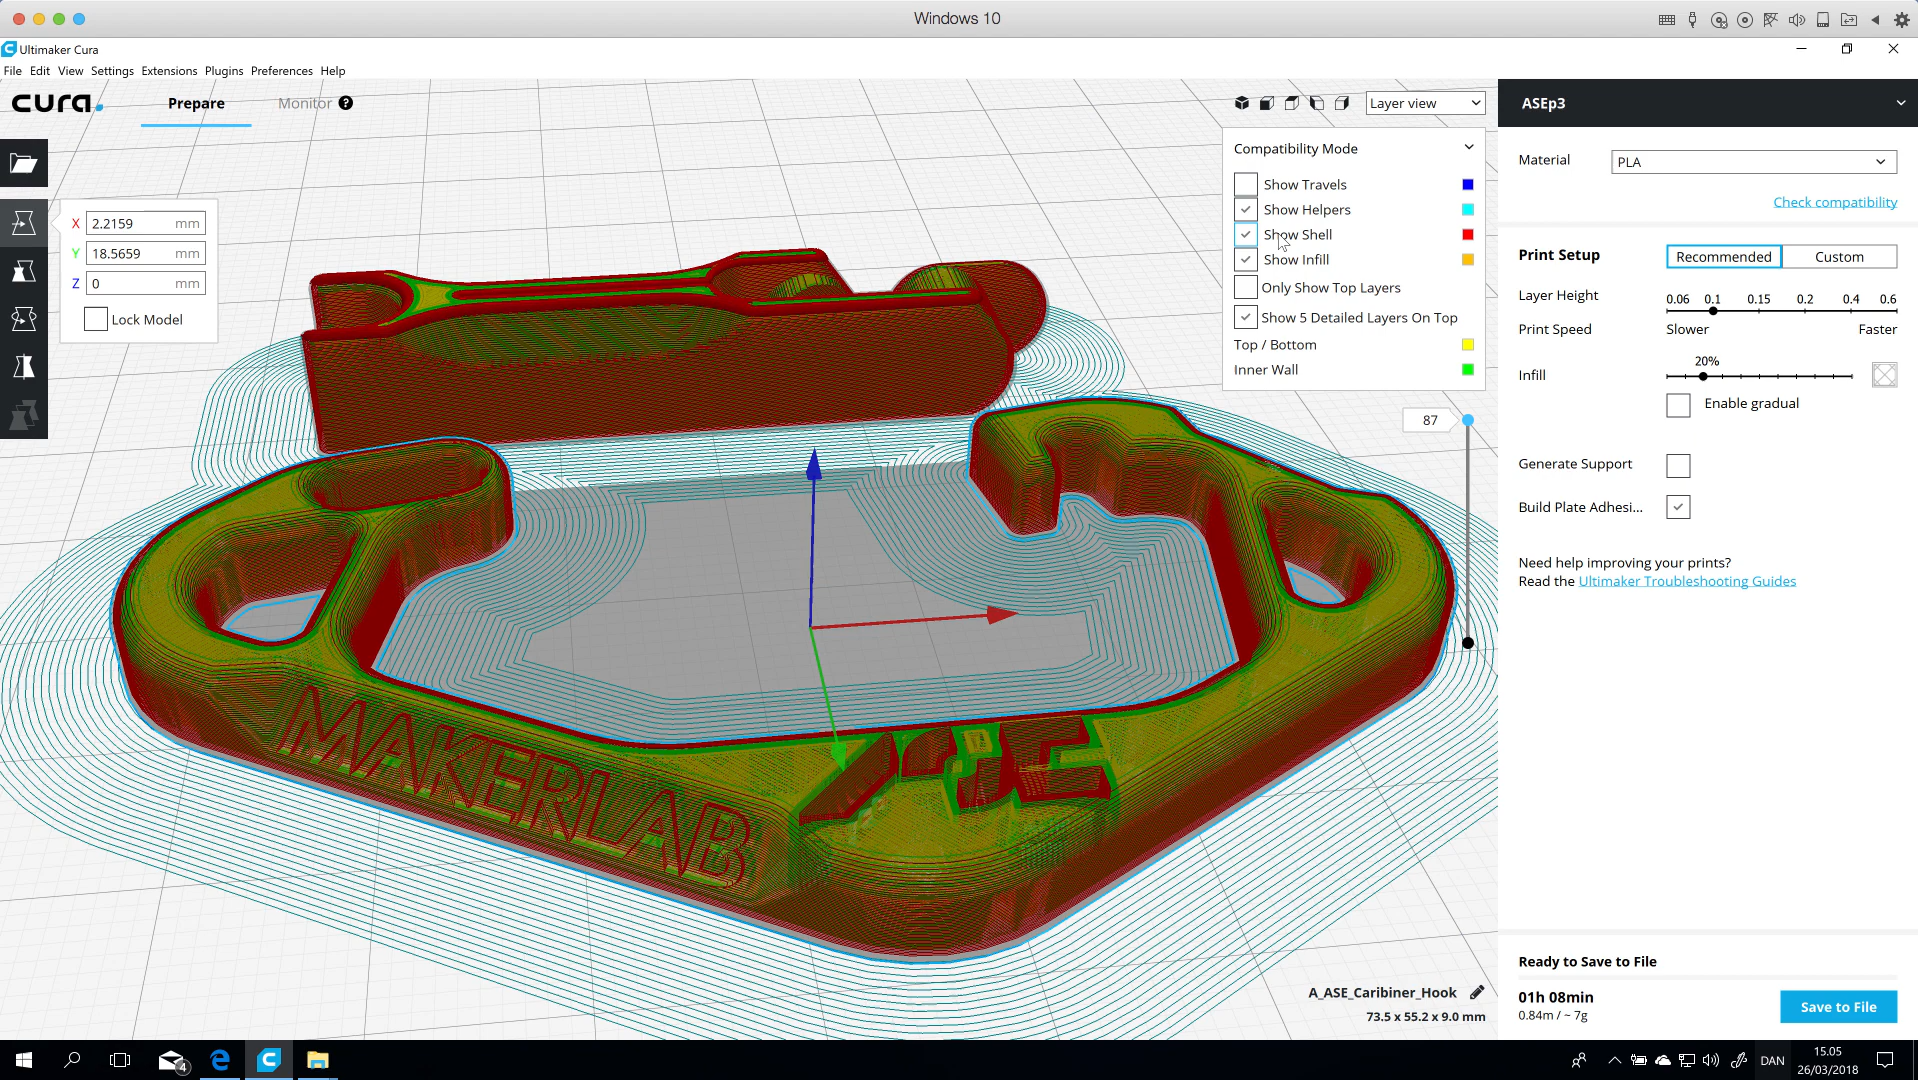 Windows 10
Ultimaker Cura
File Edit View Settings Extensions Plugins Preferences Help
cura.
Prepare
Monitor ?
Layer view
ASEp3
Compatibility Mode
Show Travels
Show Helpers
Show Shell
Show Infill
Only Show Top Layers
Show 5 Detailed Layers On Top
Top / Bottom
Inner Wall
87
X 2.2159 mm
Y 18.5659 mm
Z 0 mm
Lock Model
Material PLA
Check compatibility
Print Setup Recommended Custom
Layer Height 0.06 0.1 0.15 0.2 0.4 0.6
Print Speed Slower Faster
20%
Infill
Enable gradual
Generate Support
Build Plate Adhesi...
Need help improving your prints?
Read the Ultimaker Troubleshooting Guides
MAKERLAB
ASE
A_ASE_Caribiner_Hook
73.5 x 55.2 x 9.0 mm
Ready to Save to File
01h 08min
0.84m / ~ 7g
Save to File
4
DAN
15.05
26/03/2018